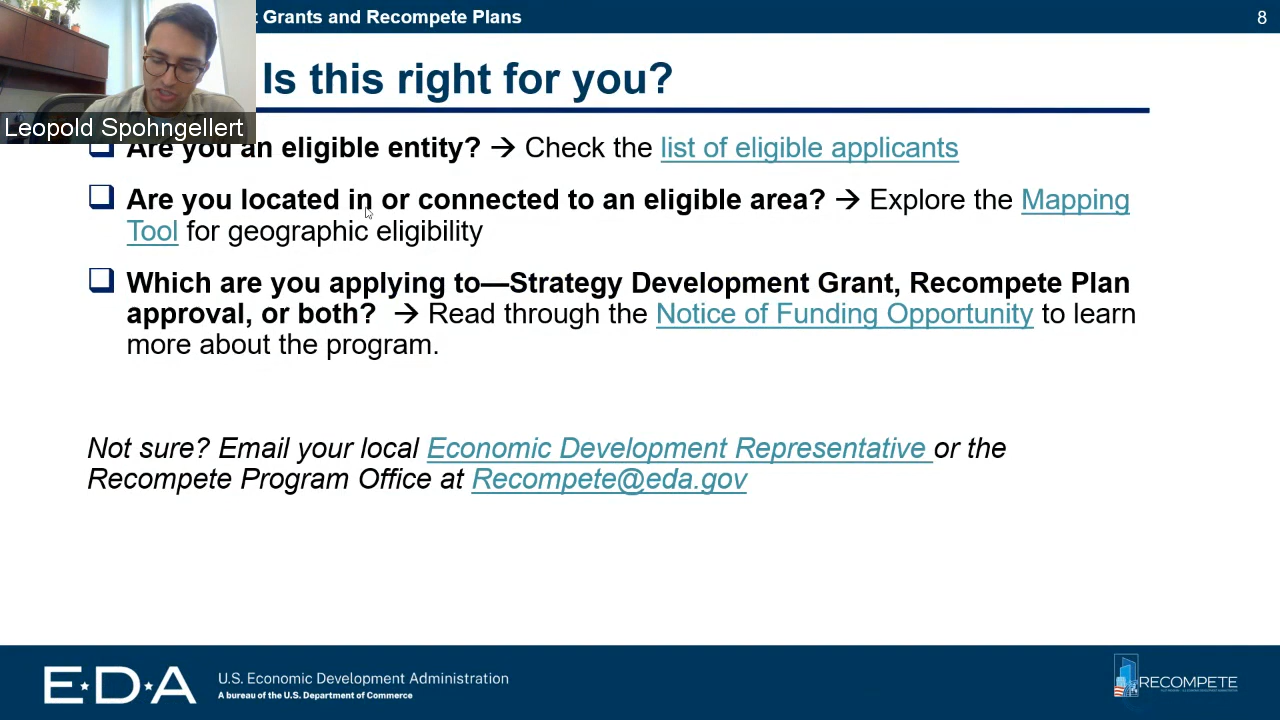 t Grants and Recompete Plans
8
Is this right for you?
Leopold Spohngellert
Are you an eligible entity? → Check the list of eligible applicants
Are you located in or connected to an eligible area? → Explore the Mapping
Tool for geographic eligibility
Which are you applying to—Strategy Development Grant, Recompete Plan
approval, or both? → Read through the Notice of Funding Opportunity to learn
more about the program.
Not sure? Email your local Economic Development Representative or the
Recompete Program Office at Recompete@eda.gov
EDA
U.S. Economic Development Administration
A bureau of the U.S. Department of Commerce
RECOMPETE